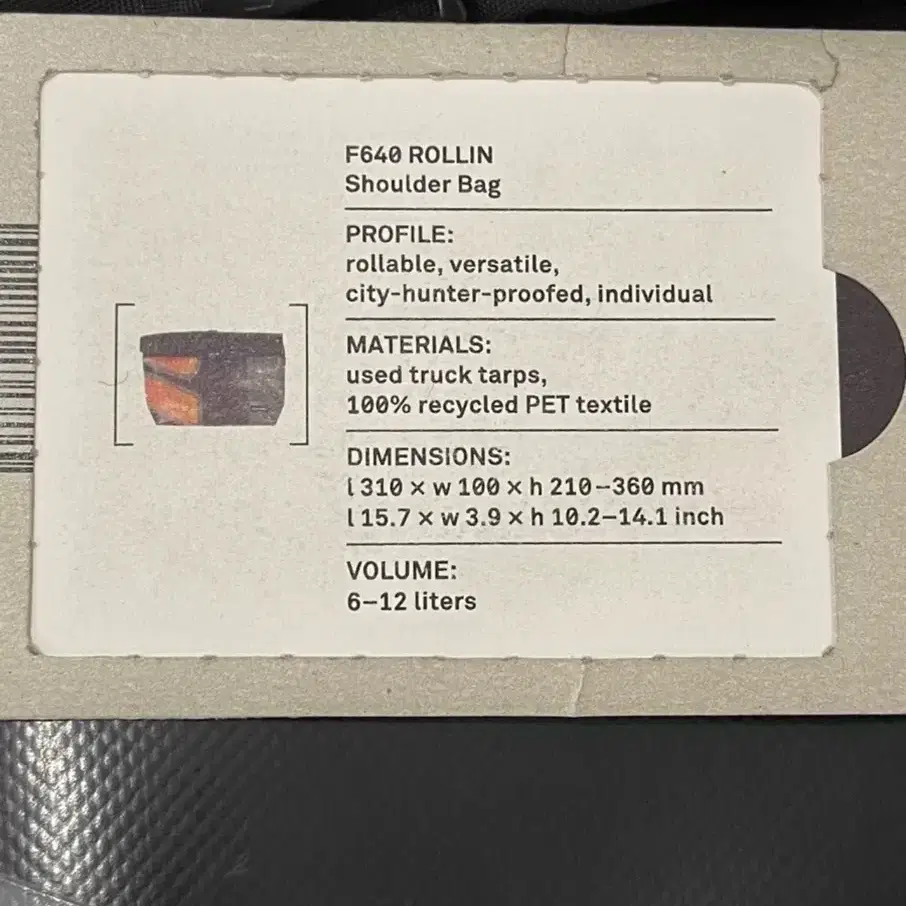 F640 ROLLIN
Shoulder Bag
PROFILE:
rollable, versatile,
city-hunter-proofed, individual
MATERIALS:
used truck tarps,
100% recycled PET textile
DIMENSIONS:
l 310 × w 100 × h 210–360 mm
l 15.7 × w 3.9 × h 10.2–14.1 inch
VOLUME:
6–12 liters